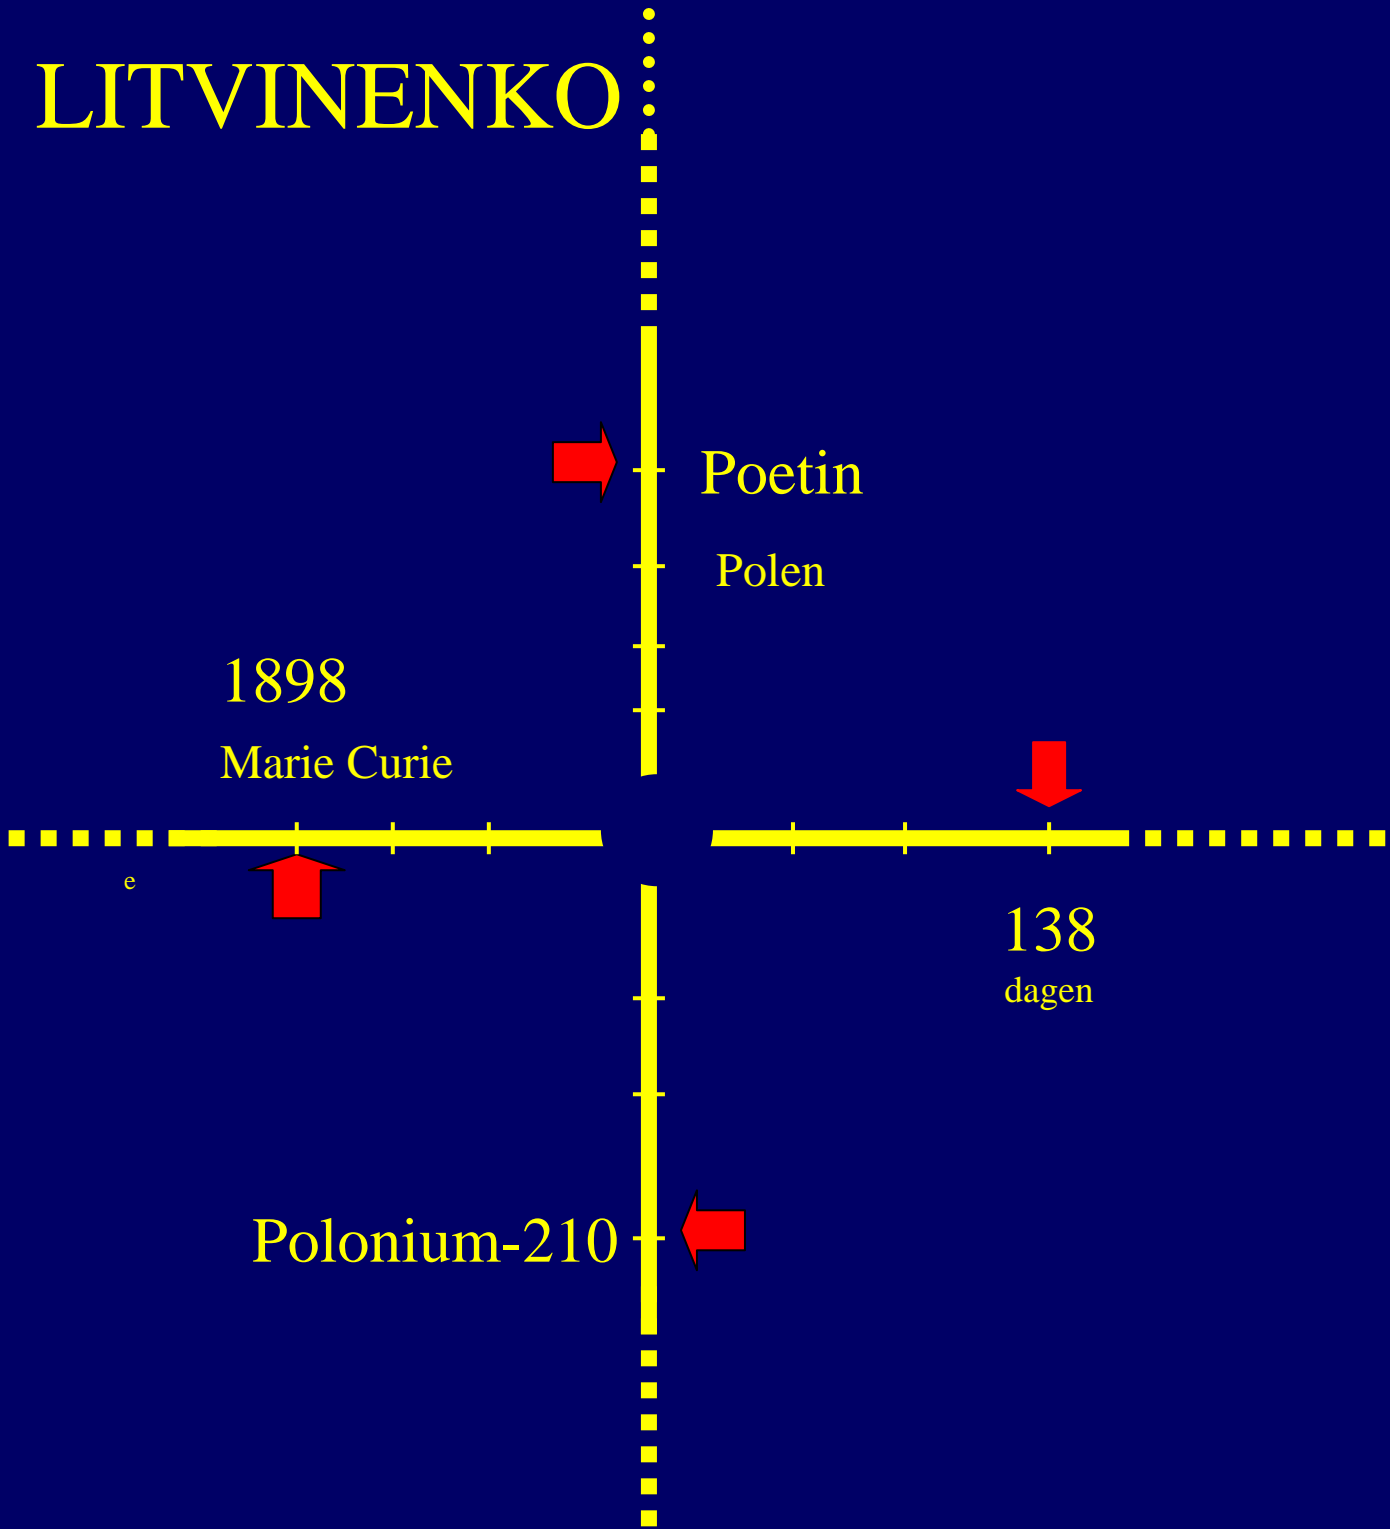 LITVINENKO
Poetin
Polen
1898
Marie Curie
e
138
dagen
Polonium-210